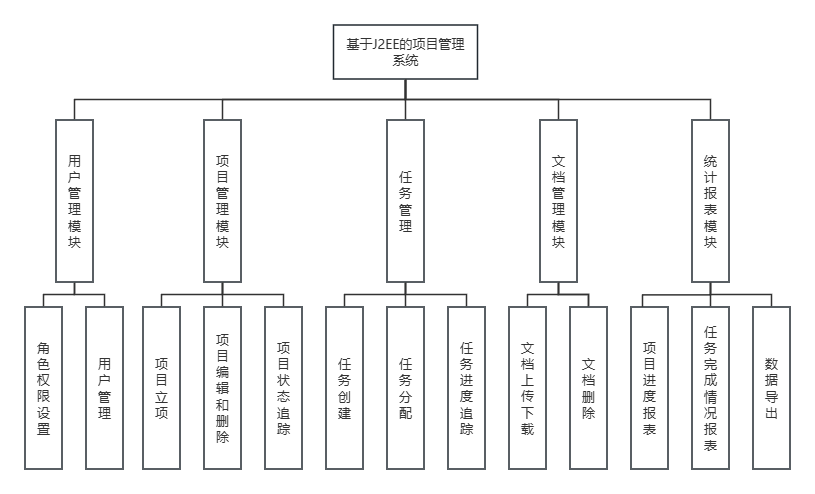 基于J2EE的项目管理
系统
用户管理模块
项目管理模块
任务管理
文档管理模块
统计报表模块
角色权限设置
用户管理
项目立项
项目编辑和删除
项目状态追踪
任务创建
任务分配
任务进度追踪
文档上传下载
文档删除
项目进度报表
任务完成情况报表
数据导出